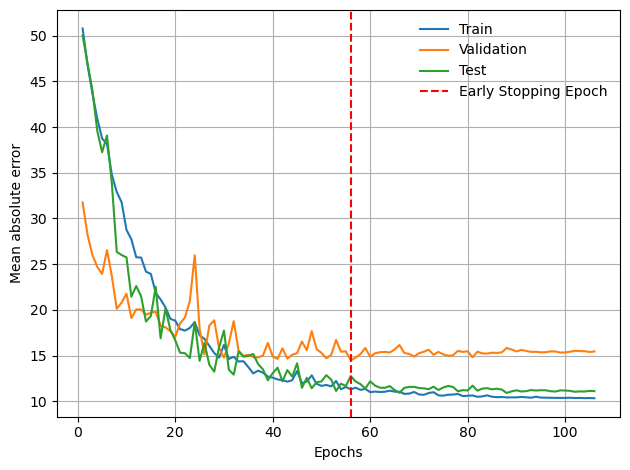 50
45
40
35
30
25
20
15
10
Mean absolute error
0 20 40 60 80 100
Epochs
Train
Validation
Test
Early Stopping Epoch